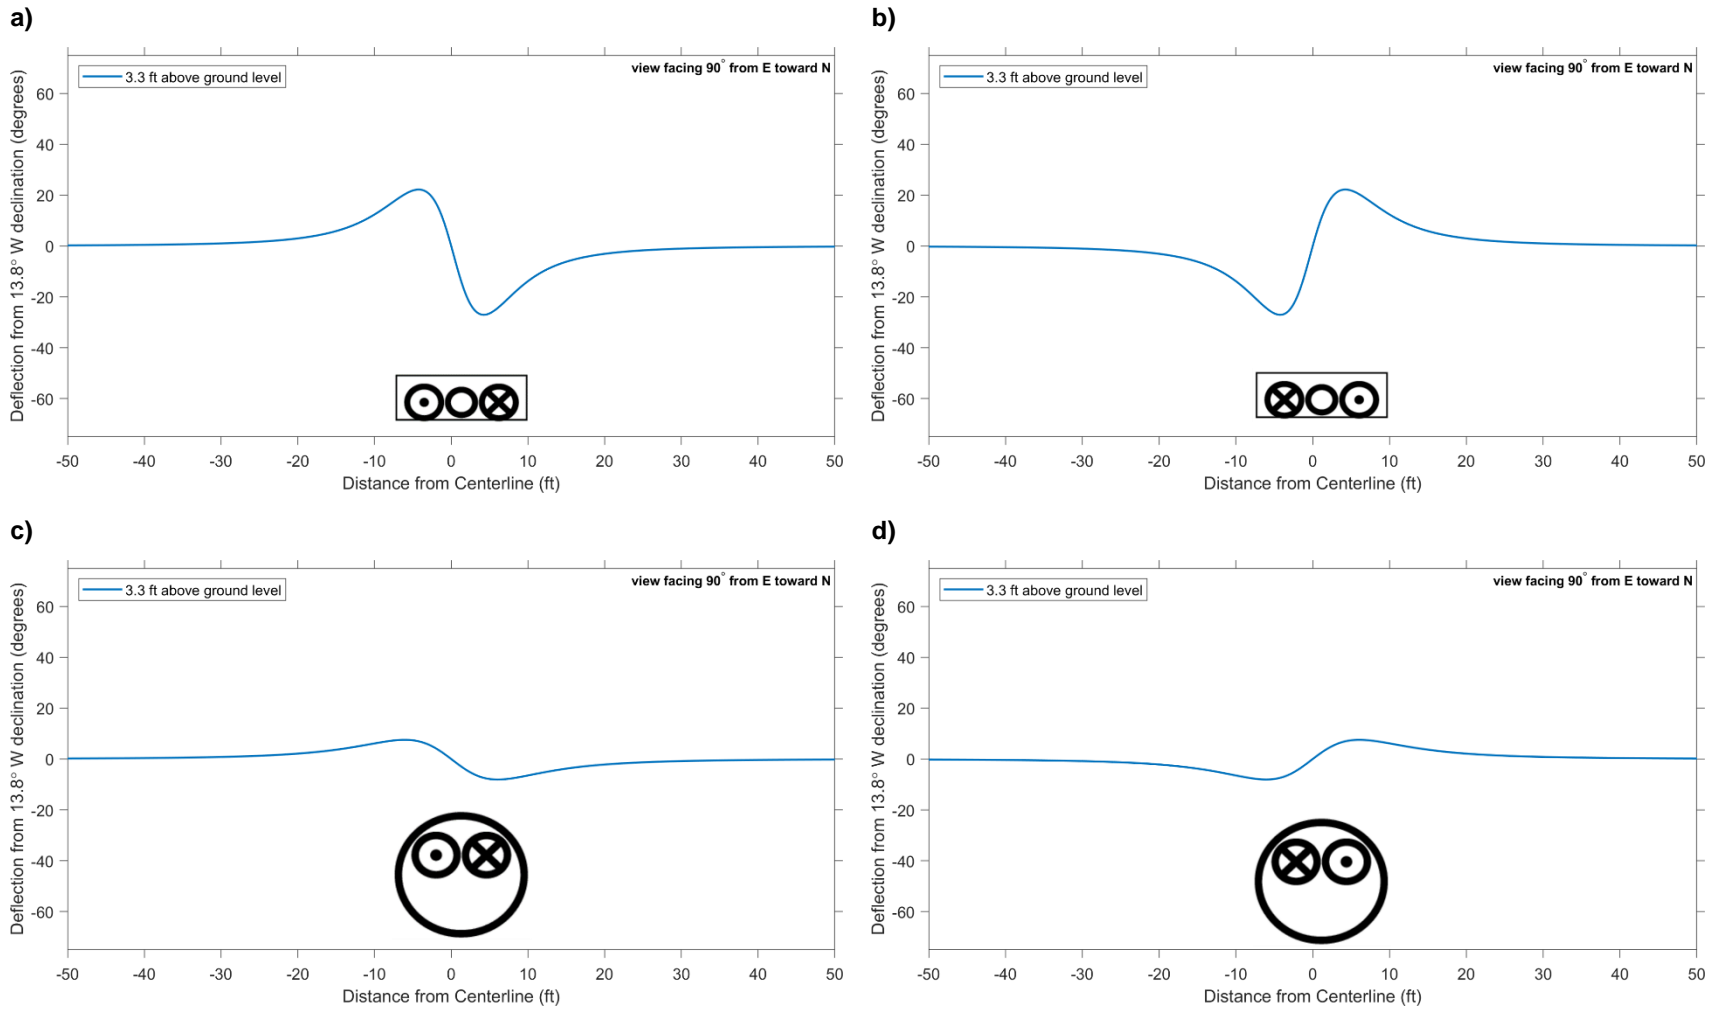 a)
Deflection from 13.8° W declination (degrees)
3.3 ft above ground level
view facing 90° from E toward N
60
40
20
0
-20
-40
-60
-50 -40 -30 -20 -10 0 10 20 30 40 50
Distance from Centerline (ft)
b)
Deflection from 13.8° W declination (degrees)
3.3 ft above ground level
view facing 90° from E toward N
60
40
20
0
-20
-40
-60
-50 -40 -30 -20 -10 0 10 20 30 40 50
Distance from Centerline (ft)
c)
Deflection from 13.8° W declination (degrees)
3.3 ft above ground level
view facing 90° from E toward N
60
40
20
0
-20
-40
-60
-50 -40 -30 -20 -10 0 10 20 30 40 50
Distance from Centerline (ft)
d)
Deflection from 13.8° W declination (degrees)
3.3 ft above ground level
view facing 90° from E toward N
60
40
20
0
-20
-40
-60
-50 -40 -30 -20 -10 0 10 20 30 40 50
Distance from Centerline (ft)